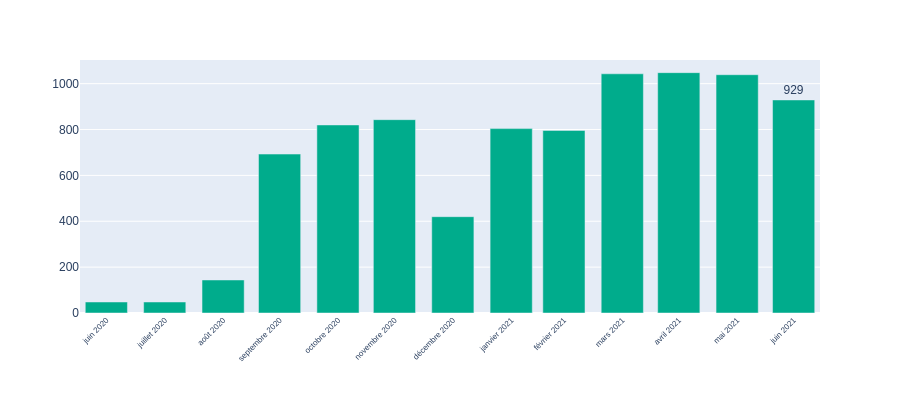 1000
800
600
400
200
0
929
juin 2020
juillet 2020
août 2020
septembre 2020
octobre 2020
novembre 2020
décembre 2020
janvier 2021
février 2021
mars 2021
avril 2021
mai 2021
juin 2021